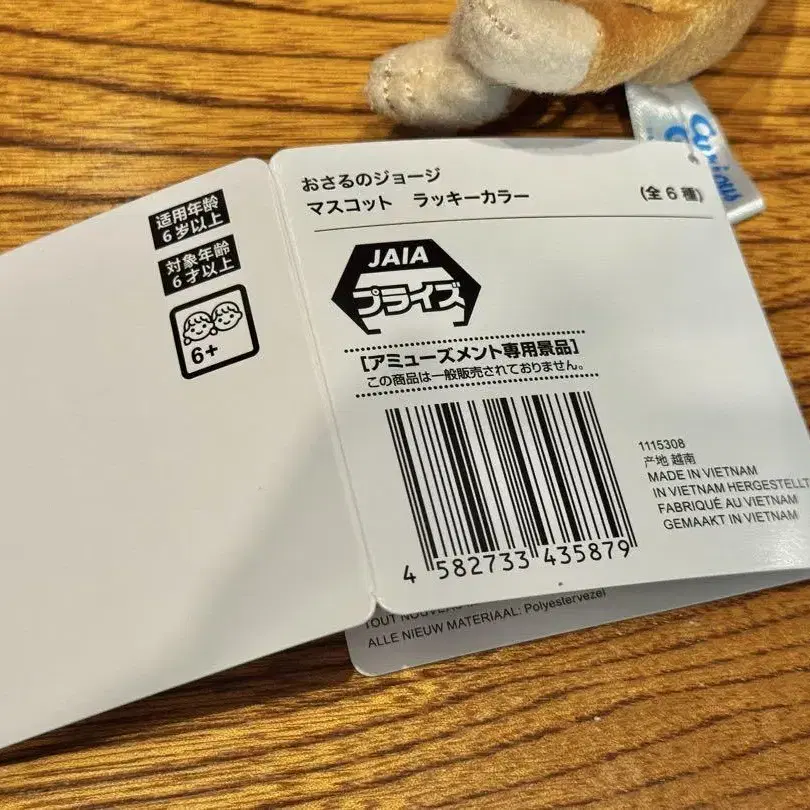 适用年龄
6岁以上
対象年齢
6才以上
6+
おさるのジョージ
マスコット ラッキーカラー
(全6種)
JAIA
プライズ
[アミューズメント専用景品]
この商品は一般販売されておりません。
4 582733 435879
1115308
产地 越南
MADE IN VIETNAM
IN VIETNAM HERGESTELLT
FABRIQUÉ AU VIETNAM
GEMAAKT IN VIETNAM
ALLE NIEUW MATERIAAL: Polyestervezel
Curious